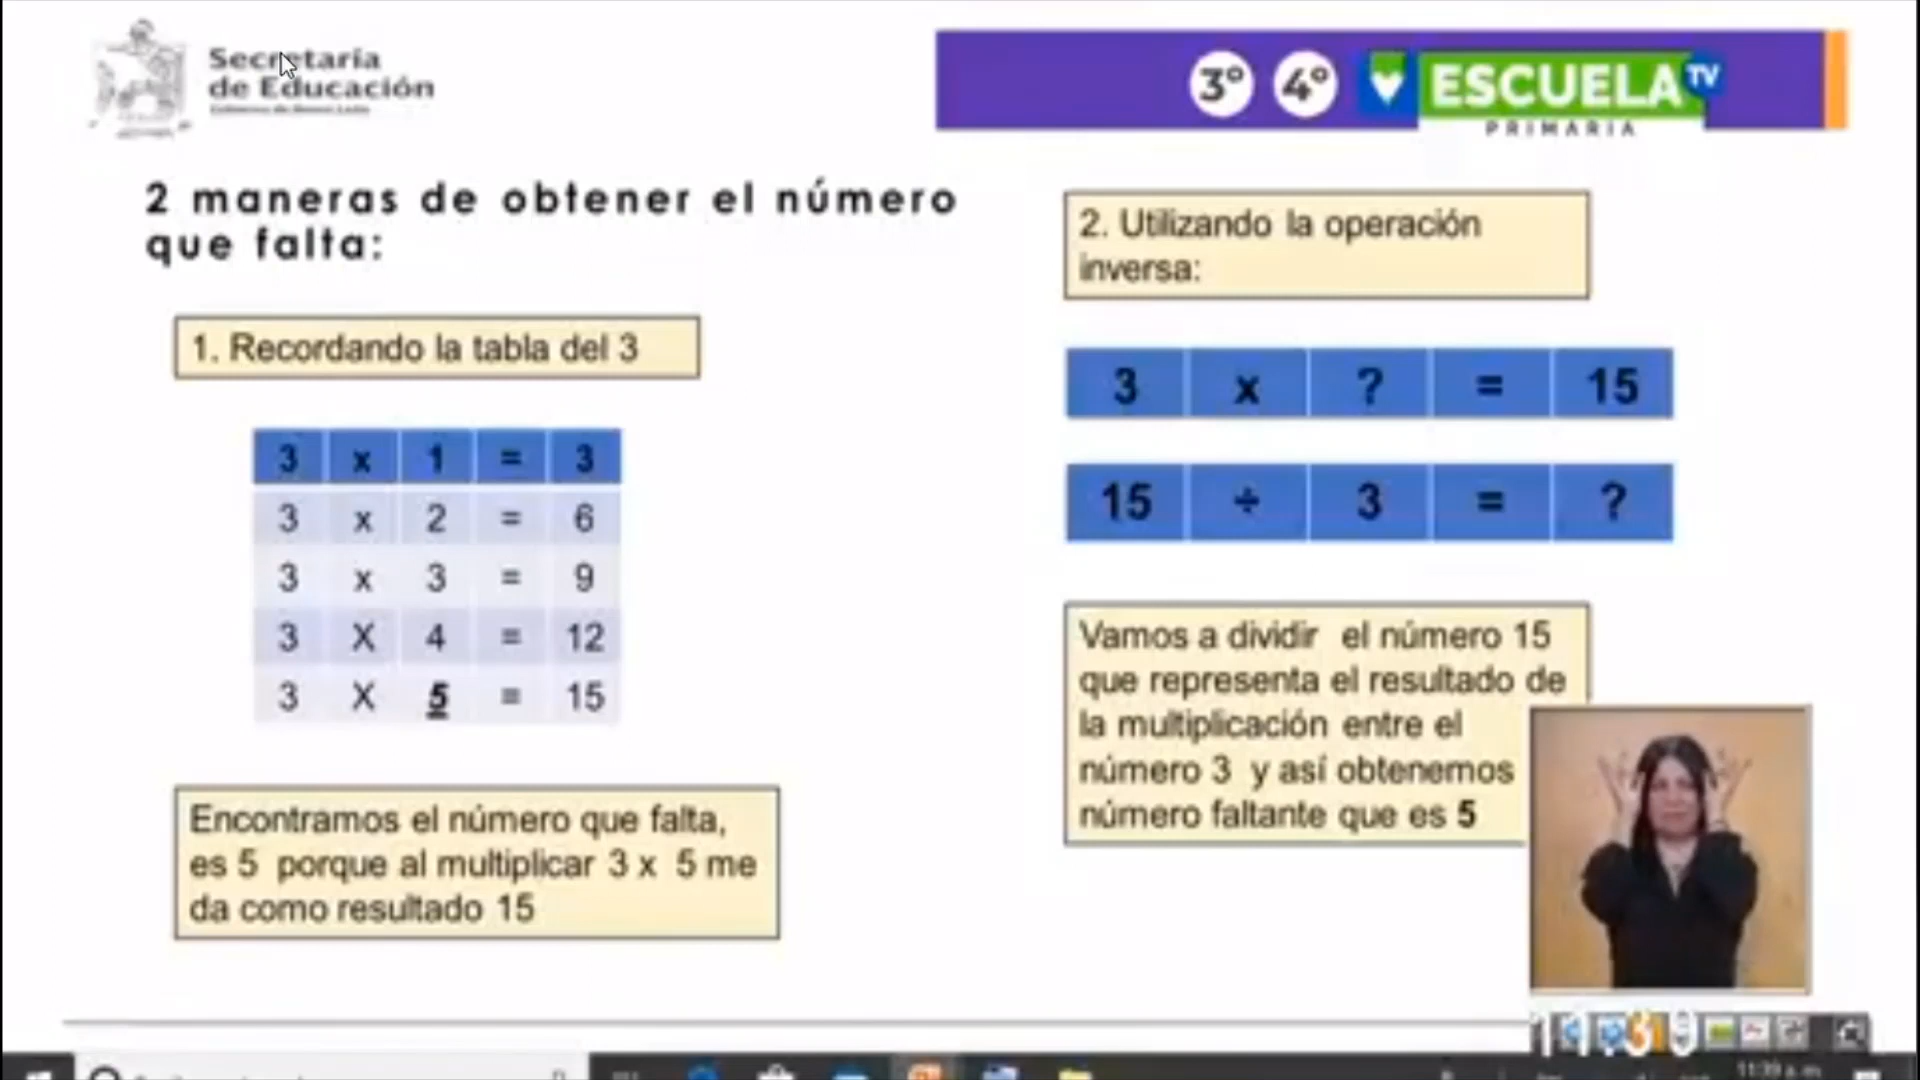 Secretaría
de Educación
3º 4º ESCUELA TV
PRIMARIA
2 maneras de obtener el número
que falta:
1. Recordando la tabla del 3
3 x 1 = 3
3 x 2 = 6
3 x 3 = 9
3 X 4 = 12
3 X 5 = 15
Encontramos el número que falta,
es 5 porque al multiplicar 3 x 5 me
da como resultado 15
2. Utilizando la operación
inversa:
3 x ? = 15
15 ÷ 3 = ?
Vamos a dividir el número 15
que representa el resultado de
la multiplicación entre el
número 3 y así obtenemos
número faltante que es 5
11:39